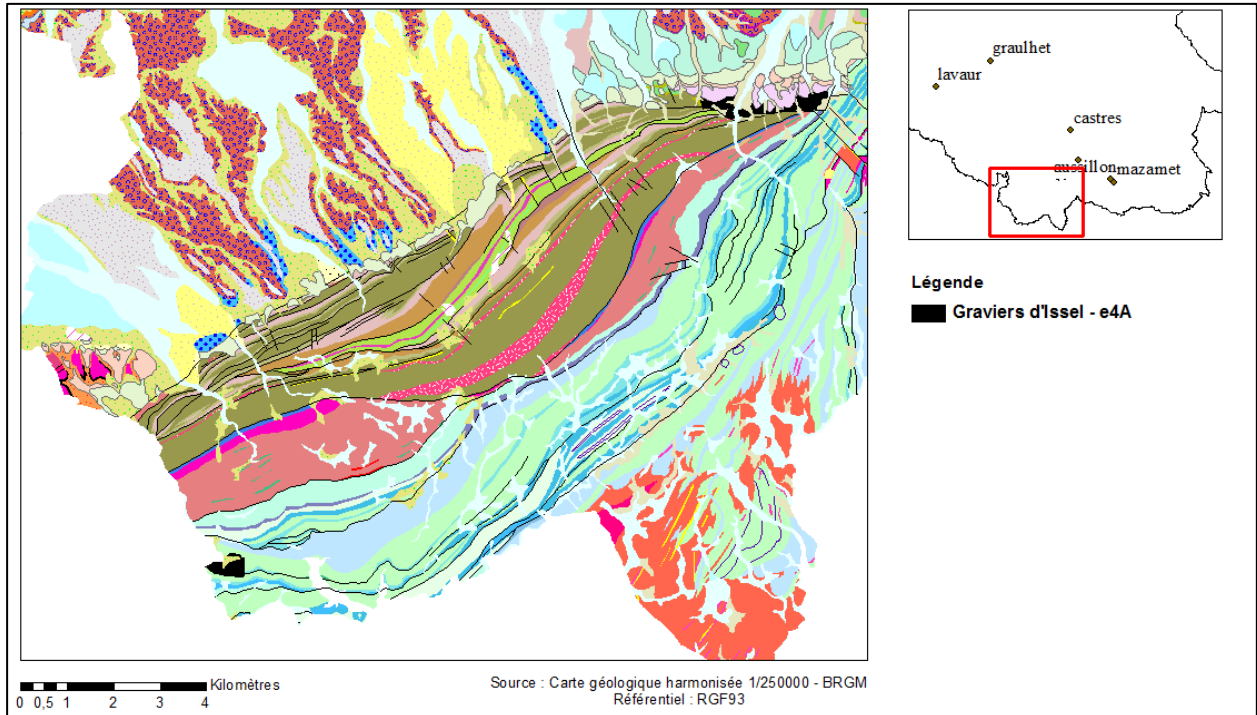 graulhet
lavaur
castres
aussillon
mazamet
Légende
Graviers d'Issel - e4A
Kilomètres
0 0,5 1 2 3 4
Source : Carte géologique harmonisée 1/250000 - BRGM
Référentiel : RGF93